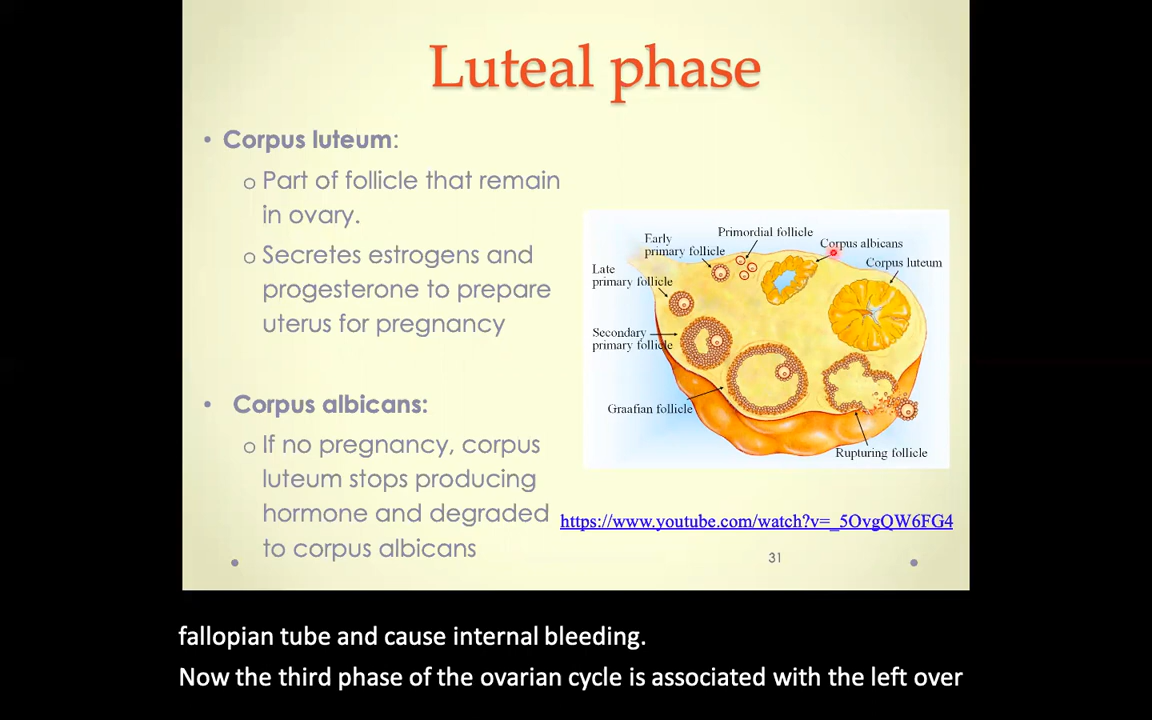 Luteal phase
• Corpus luteum:
o Part of follicle that remain
in ovary.
o Secretes estrogens and
progesterone to prepare
uterus for pregnancy
• Corpus albicans:
o If no pregnancy, corpus
luteum stops producing
hormone and degraded
to corpus albicans
Primordial follicle
Early
primary follicle
Corpus albicans
Corpus luteum
Late
primary follicle
Secondary
primary follicle
Graafian follicle
Rupturing follicle
https://www.youtube.com/watch?v=_5OvgQW6FG4
31
fallopian tube and cause internal bleeding.
Now the third phase of the ovarian cycle is associated with the left over